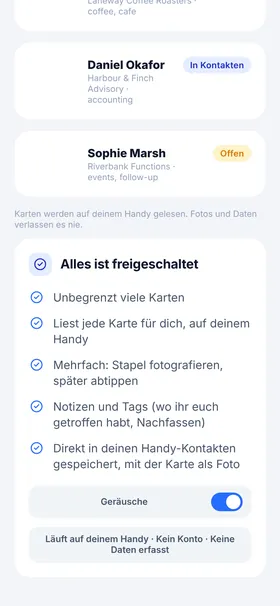 Laneway Coffee Roasters ·
coffee, cafe
Daniel Okafor
In Kontakten
Harbour & Finch
Advisory ·
accounting
Sophie Marsh
Offen
Riverbank Functions ·
events, follow-up
Karten werden auf deinem Handy gelesen. Fotos und Daten
verlassen es nie.
Alles ist freigeschaltet
Unbegrenzt viele Karten
Liest jede Karte für dich, auf deinem
Handy
Mehrfach: Stapel fotografieren,
später abtippen
Notizen und Tags (wo ihr euch
getroffen habt, Nachfassen)
Direkt in deinen Handy-Kontakten
gespeichert, mit der Karte als Foto
Geräusche
Läuft auf deinem Handy · Kein Konto · Keine
Daten erfasst